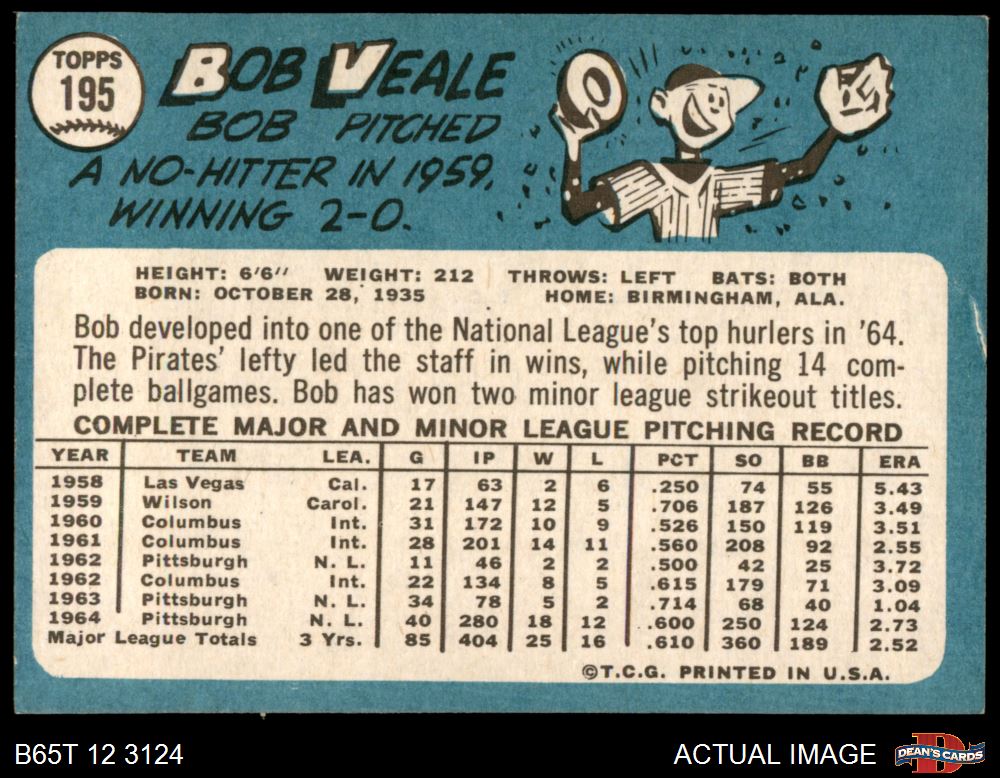 TOPPS
195
BOB VEALE
BOB PITCHED
A NO-HITTER IN 1959,
WINNING 2-0.
HEIGHT: 6'6" WEIGHT: 212 THROWS: LEFT BATS: BOTH
BORN: OCTOBER 28, 1935 HOME: BIRMINGHAM, ALA.
Bob developed into one of the National League's top hurlers in '64.
The Pirates' lefty led the staff in wins, while pitching 14 com-
plete ballgames. Bob has won two minor league strikeout titles.
COMPLETE MAJOR AND MINOR LEAGUE PITCHING RECORD
YEAR TEAM LEA. G IP W L PCT SO BB ERA
1958 Las Vegas Cal. 17 63 2 6 .250 74 55 5.43
1959 Wilson Carol. 21 147 12 5 .706 187 126 3.49
1960 Columbus Int. 31 172 10 9 .526 150 119 3.51
1961 Columbus Int. 28 201 14 11 .560 208 92 2.55
1962 Pittsburgh N. L. 11 46 2 2 .500 42 25 3.72
1962 Columbus Int. 22 134 8 5 .615 179 71 3.09
1963 Pittsburgh N. L. 34 78 5 2 .714 68 40 1.04
1964 Pittsburgh N. L. 40 280 18 12 .600 250 124 2.73
Major League Totals 3 Yrs. 85 404 25 16 .610 360 189 2.52
©T.C.G. PRINTED IN U.S.A.
B65T 12 3124 ACTUAL IMAGE
D
DEAN'S CARDS